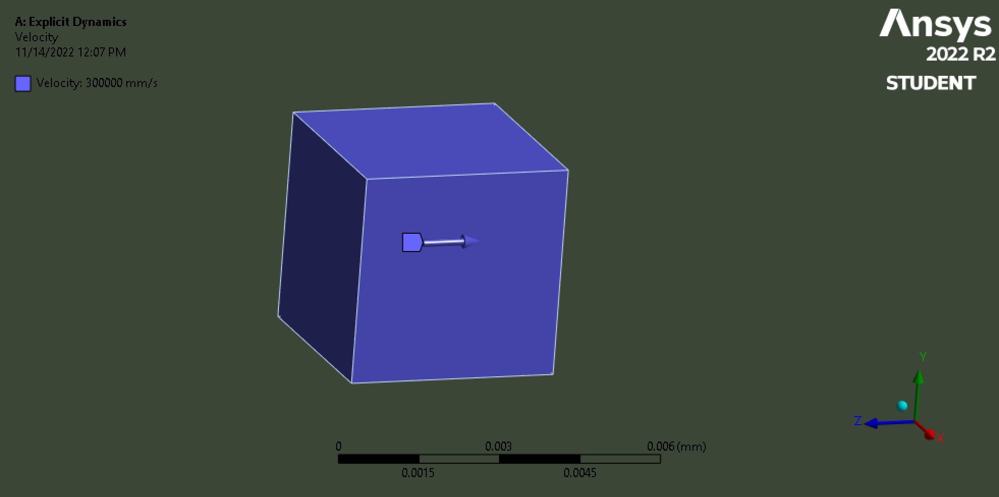 A: Explicit Dynamics
Velocity
11/14/2022 12:07 PM
Velocity: 300000 mm/s
Ansys
2022 R2
STUDENT
Y
Z
X
0 0.003 0.006 (mm)
0.0015 0.0045